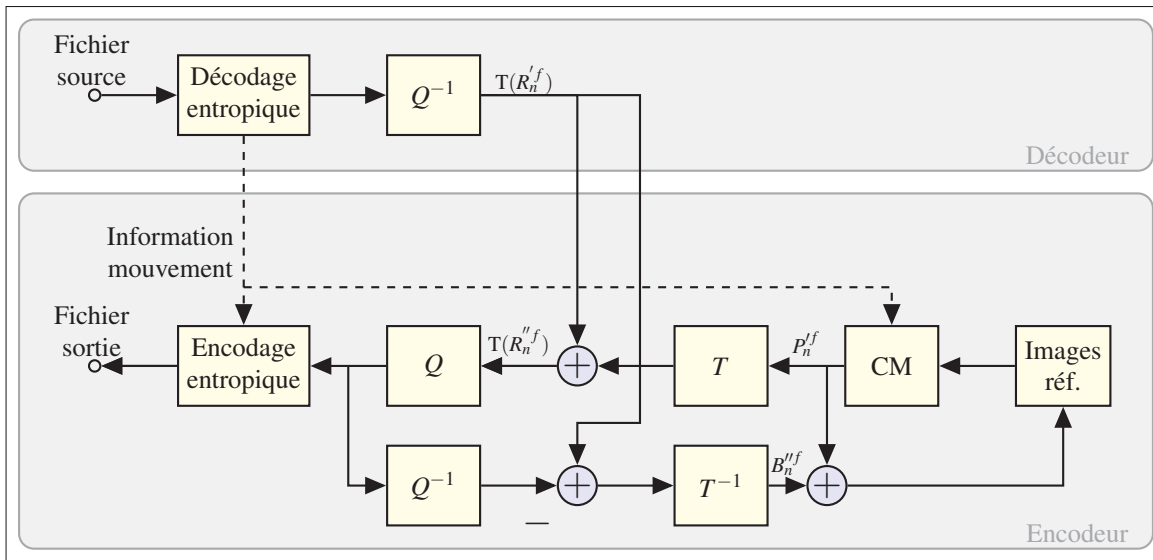 Fichier
source
Décodage
entropique
Q⁻¹
T(R'ₙᶠ)
Décodeur
Information
mouvement
Fichier
sortie
Encodage
entropique
Q
T(R''ₙᶠ)
+
T
P'ₙᶠ
CM
Images
réf.
Q⁻¹
−
+
T⁻¹
B''ₙᶠ
+
Encodeur